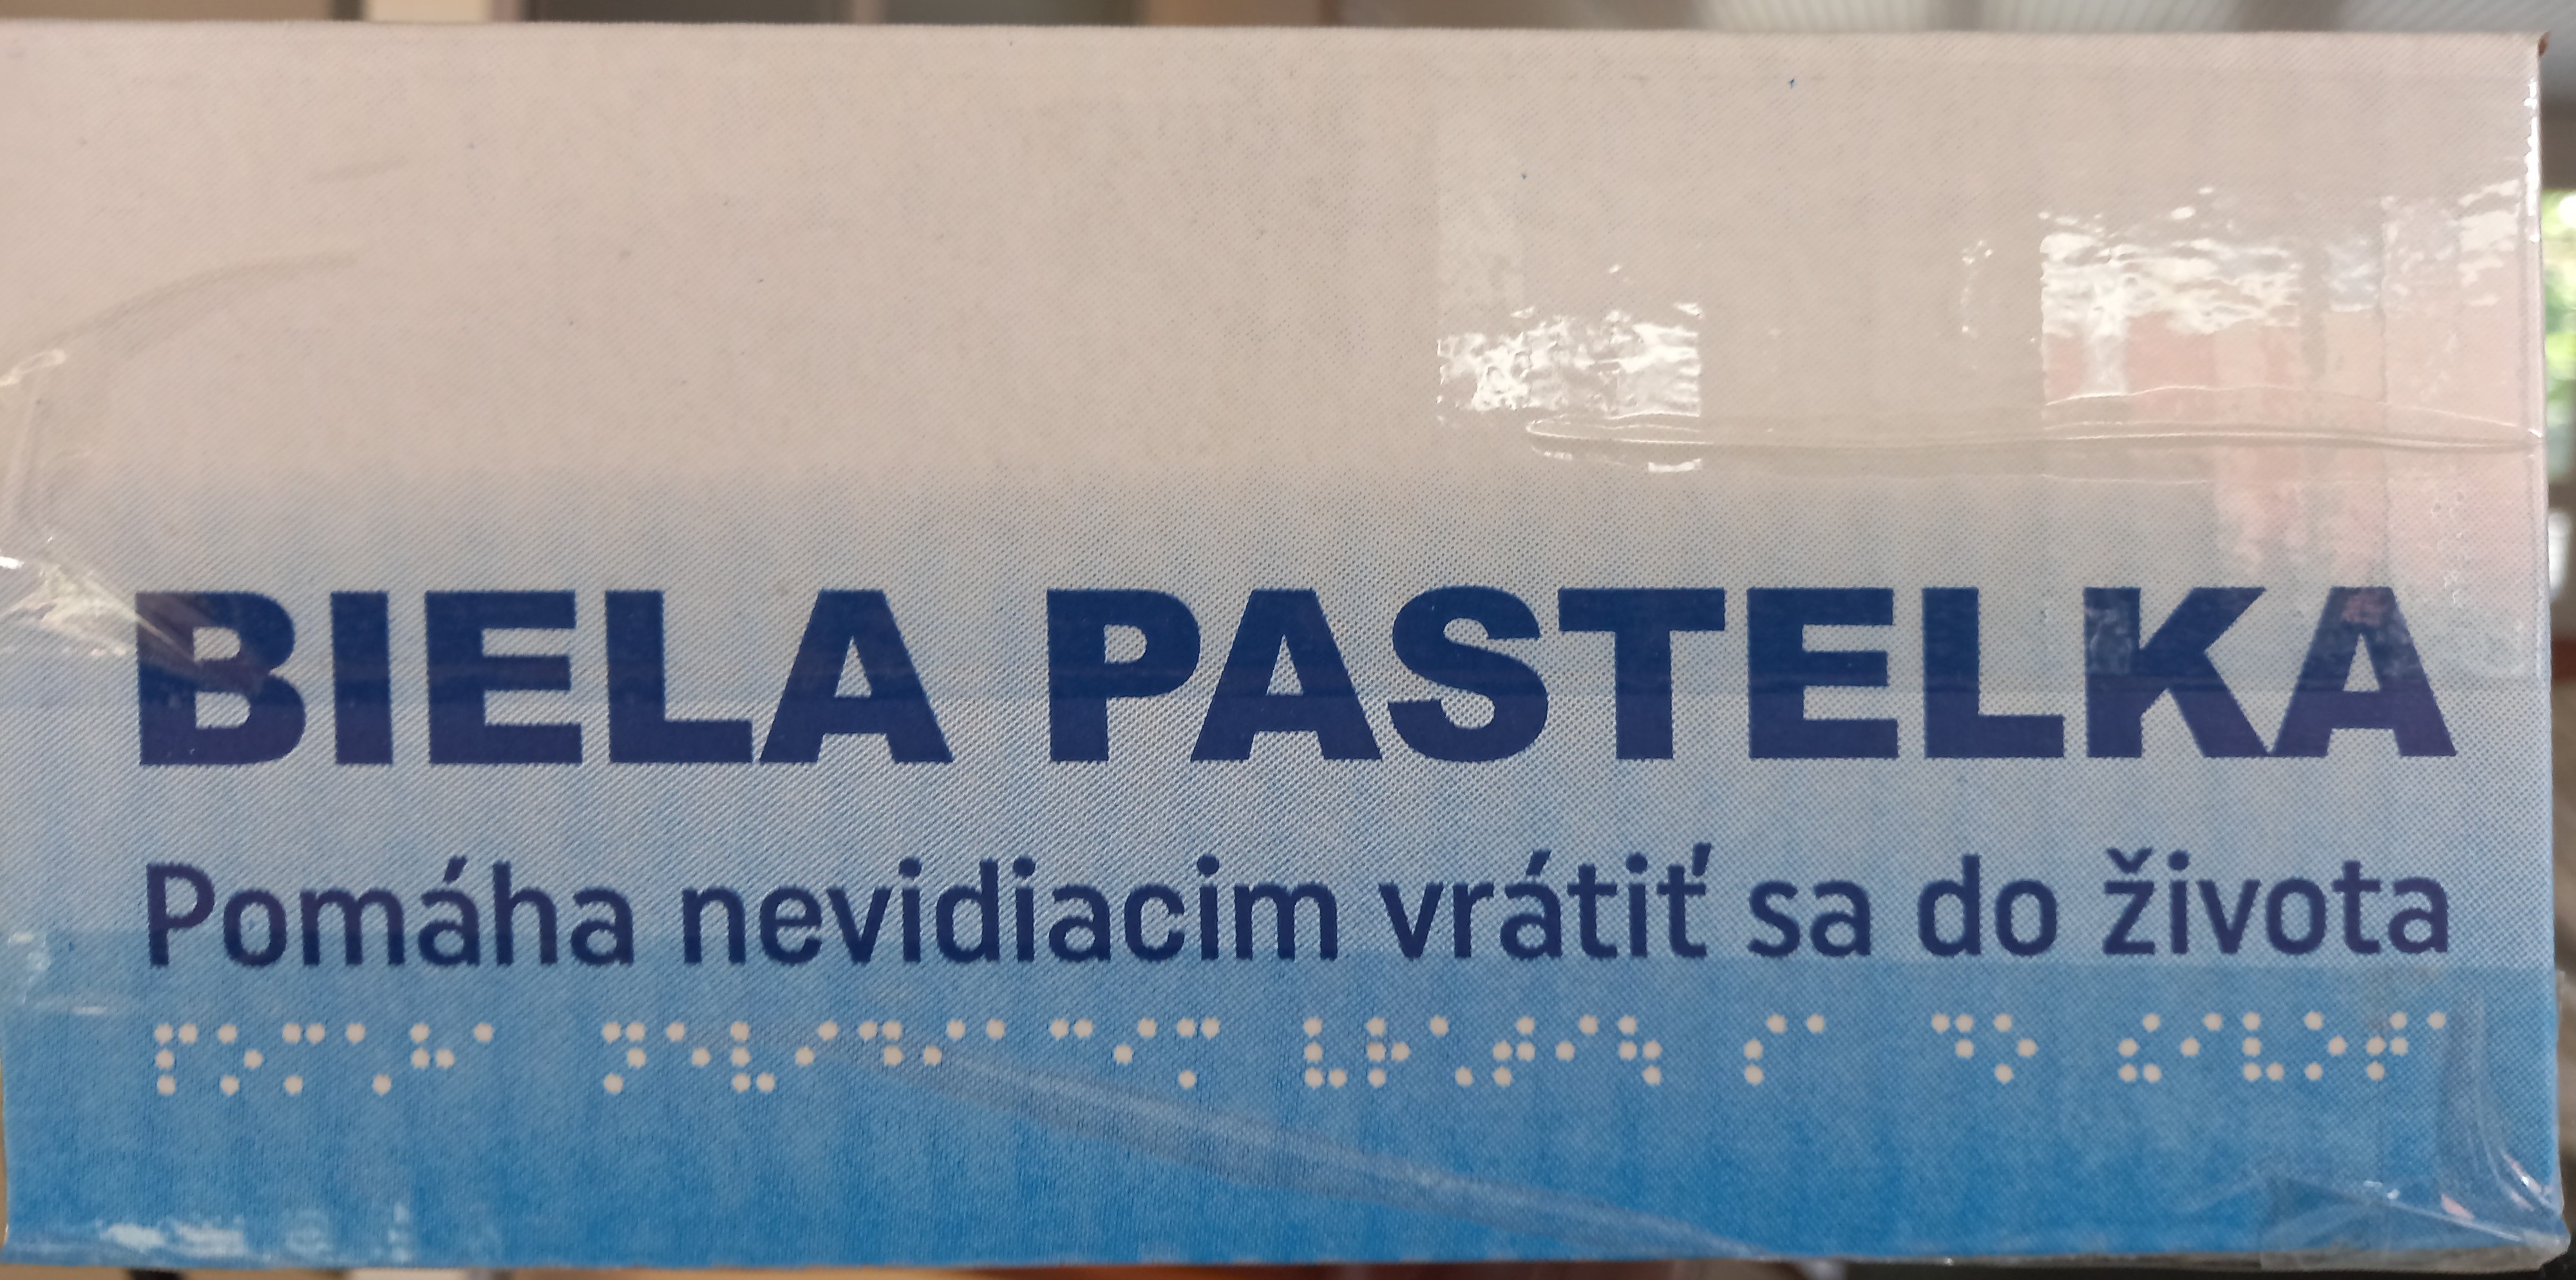 BIELA PASTELKA
Pomáha nevidiacim vrátiť sa do života
⠏⠕⠍⠡⠓⠁ ⠝⠑⠧⠊⠙⠊⠁⠉⠊⠍ ⠧⠗⠡⠞⠊⠳ ⠎⠁ ⠙⠕ ⠮⠊⠧⠕⠞⠁